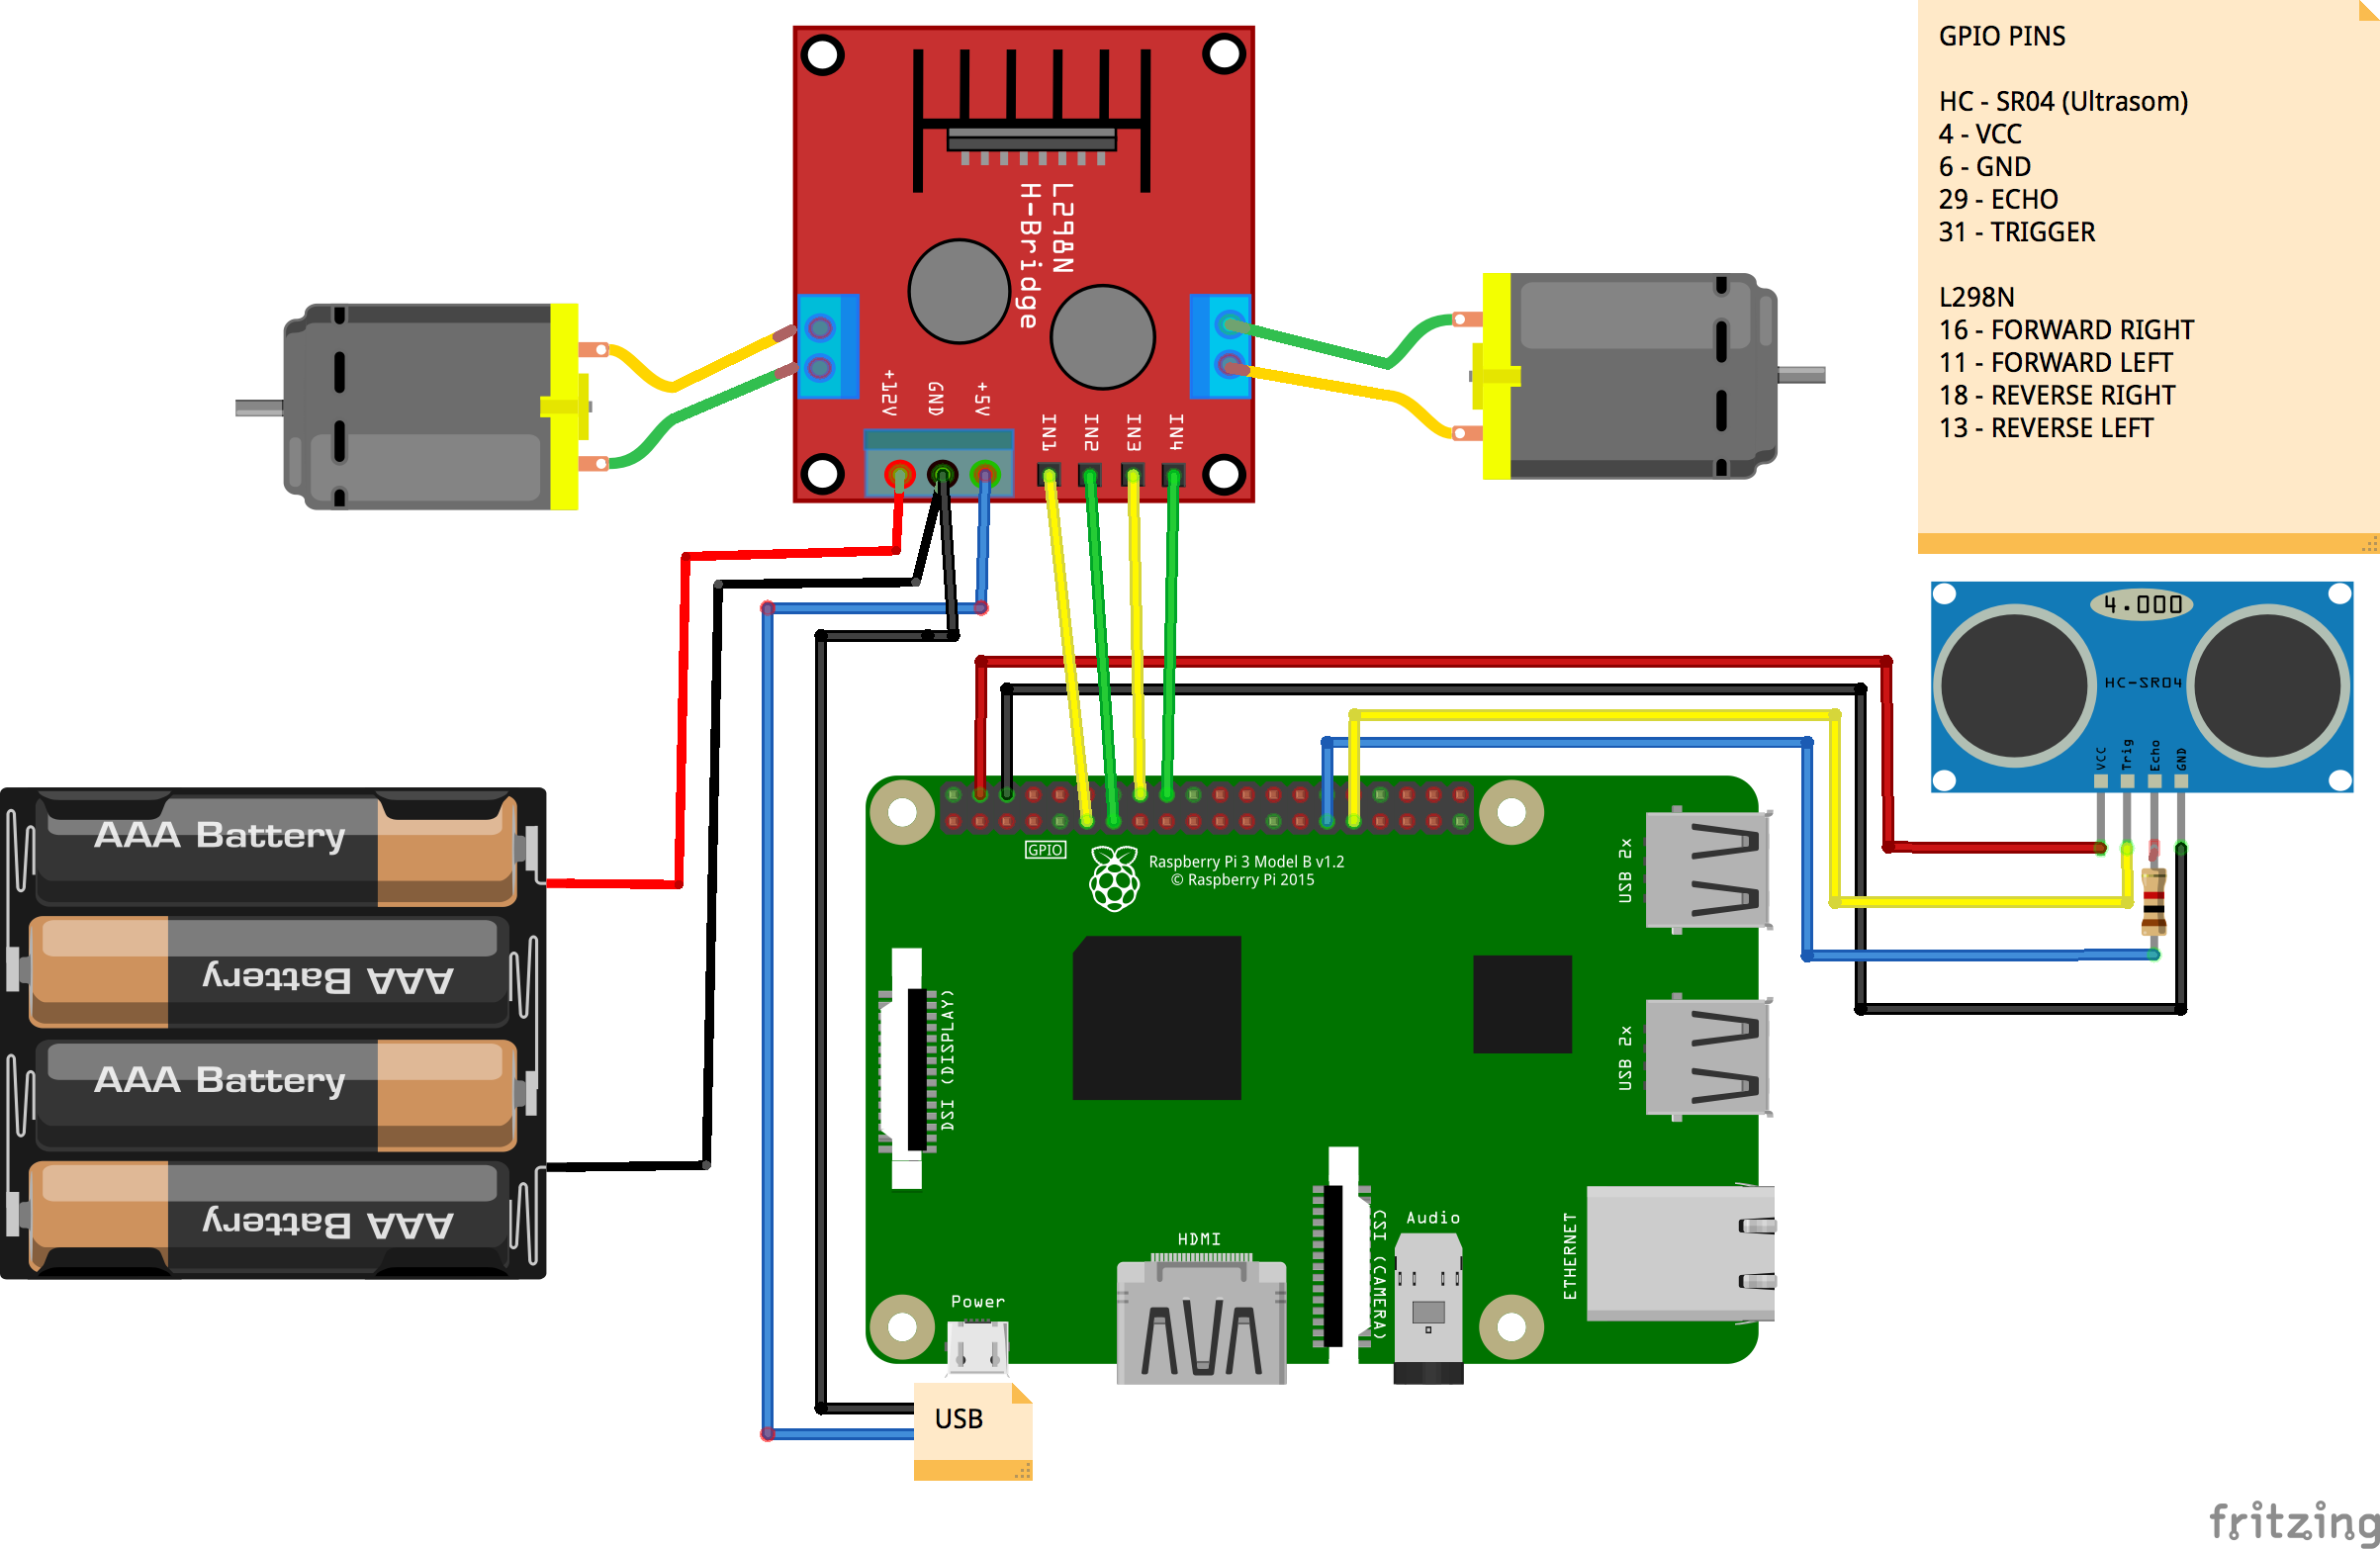 GPIO PINS
HC - SR04 (Ultrasom)
4 - VCC
6 - GND
29 - ECHO
31 - TRIGGER
L298N
16 - FORWARD RIGHT
11 - FORWARD LEFT
18 - REVERSE RIGHT
13 - REVERSE LEFT
L298N
H-Bridge
+12V
GND
+5V
IN1
IN2
IN3
IN4
4.000
HC-SR04
VCC
Trig
Echo
GND
AAA Battery
AAA Battery
AAA Battery
AAA Battery
GPIO
Raspberry Pi 3 Model B v1.2
© Raspberry Pi 2015
USB 2x
USB 2x
DSI (DISPLAY)
ETHERNET
CSI (CAMERA)
Audio
HDMI
Power
USB
fritzing